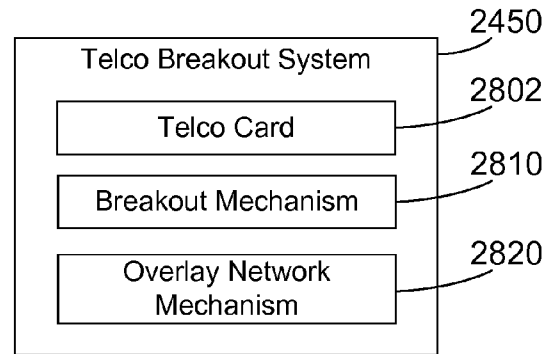 2450
Telco Breakout System
2802
Telco Card
2810
Breakout Mechanism
2820
Overlay Network
Mechanism